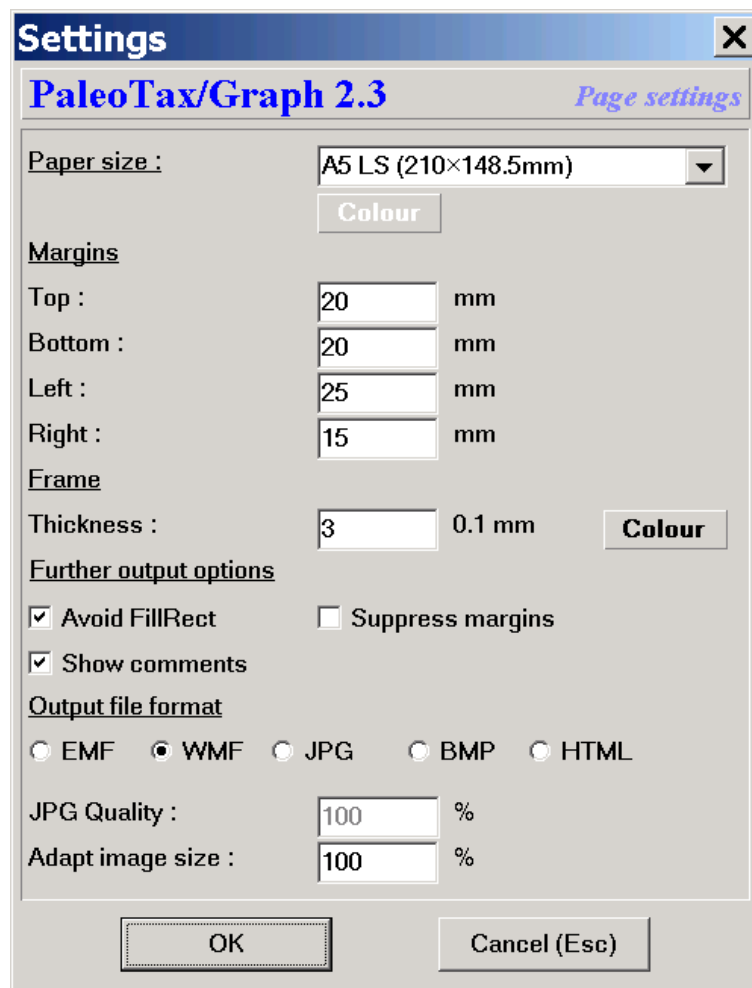 Settings
PaleoTax/Graph 2.3 Page settings
Paper size : A5 LS (210×148.5mm)
Colour
Margins
Top : 20 mm
Bottom : 20 mm
Left : 25 mm
Right : 15 mm
Frame
Thickness : 3 0.1 mm Colour
Further output options
Avoid FillRect Suppress margins
Show comments
Output file format
EMF WMF JPG BMP HTML
JPG Quality : 100 %
Adapt image size : 100 %
OK Cancel (Esc)